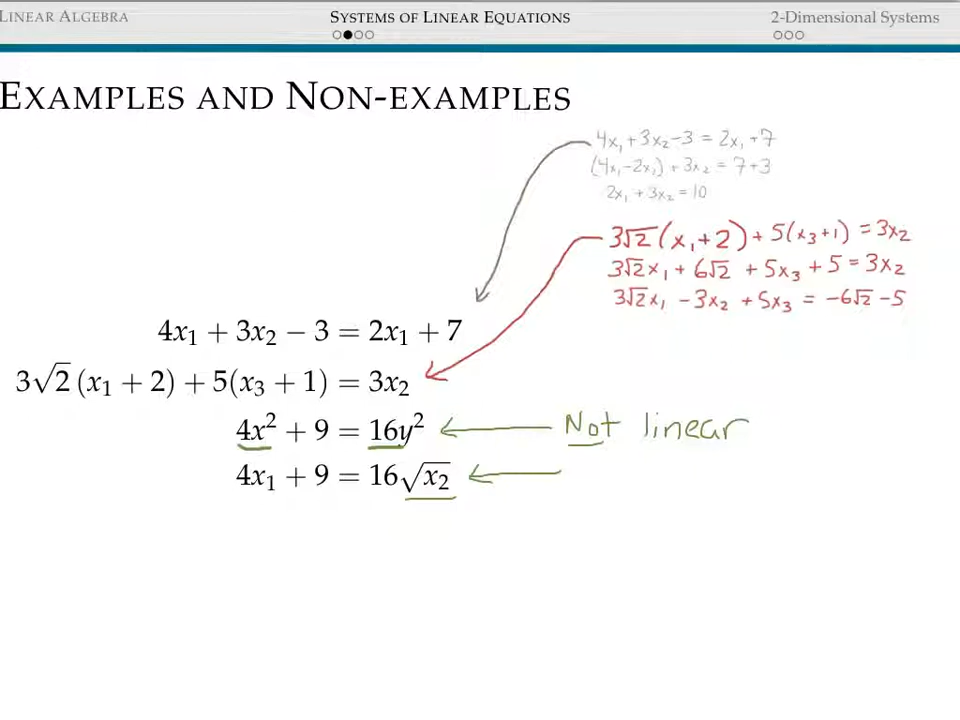 LINEAR ALGEBRA
SYSTEMS OF LINEAR EQUATIONS
2-Dimensional Systems
EXAMPLES AND NON-EXAMPLES
4x₁ + 3x₂ − 3 = 2x₁ + 7
(4x₁ − 2x₁) + 3x₂ = 7 + 3
2x₁ + 3x₂ = 10
3√2 (x₁ + 2) + 5(x₃ + 1) = 3x₂
3√2x₁ + 6√2 + 5x₃ + 5 = 3x₂
3√2x₁ − 3x₂ + 5x₃ = −6√2 − 5
4x₁ + 3x₂ − 3 = 2x₁ + 7
3√2 (x₁ + 2) + 5(x₃ + 1) = 3x₂
4x² + 9 = 16y² ← Not linear
4x₁ + 9 = 16√x₂ ←